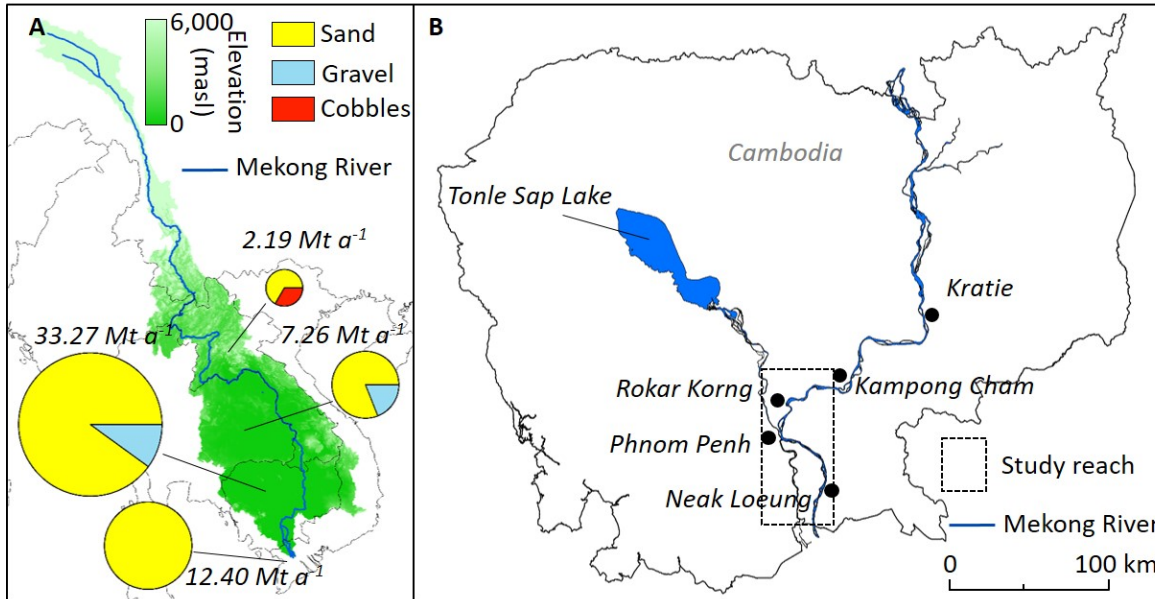 A
6,000
0
Elevation
(masl)
Sand
Gravel
Cobbles
Mekong River
2.19 Mt a-1
33.27 Mt a-1
7.26 Mt a-1
12.40 Mt a-1
B
Cambodia
Tonle Sap Lake
Kratie
Rokar Korng
Kampong Cham
Phnom Penh
Neak Loeung
Study reach
Mekong River
0
100 km